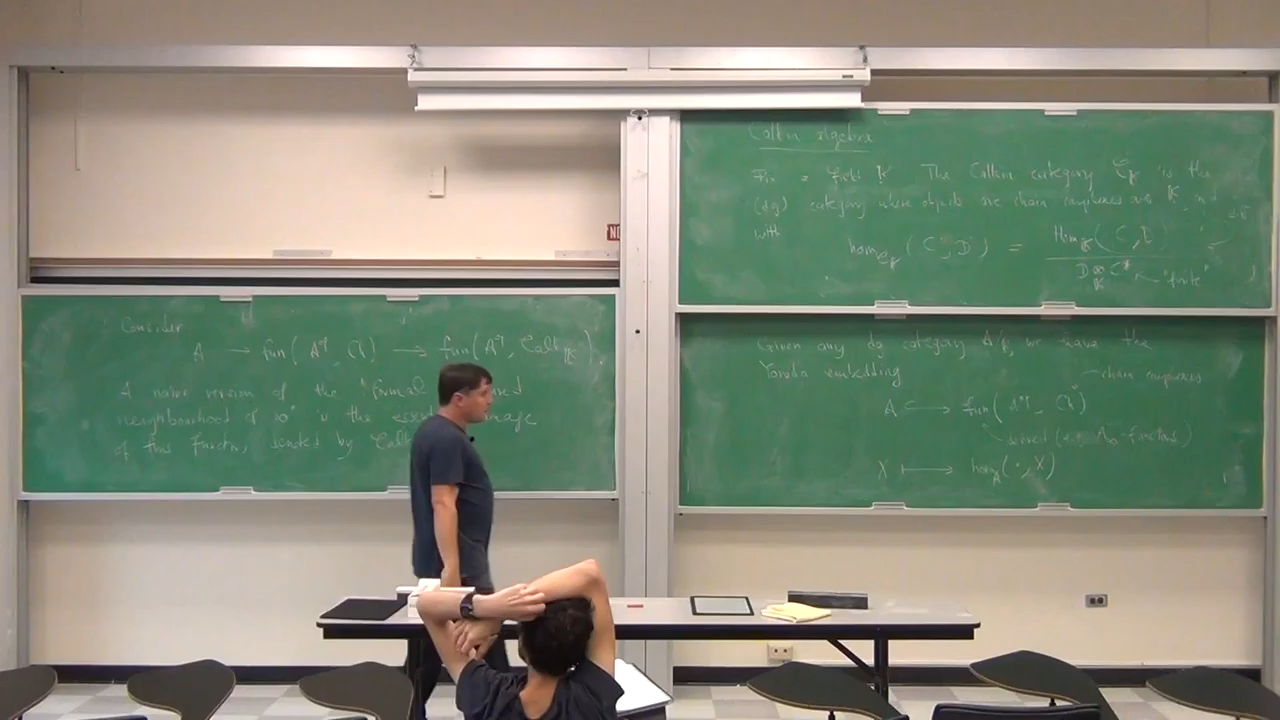 Consider
A → fun(A^op, Ch) → fun(A^op, Calk_K).
A naive version of the "formal
neighbourhood of ∞" is the image
of this functor, denoted by
Calkin algebra
Fix a field K. The Calkin category C_K is the
(dg) category whose objects are chain complexes over K and
with hom_{C_K}(C, D) = Hom_K(C, D) / D ⊗_K C^*
"finite"
Given any dg category A/K, we have the
Yoneda embedding
chain complexes
A ↪ fun(A^op, Ch)
derived (e.g. A∞-functors)
X ↦ hom_A(·, X)